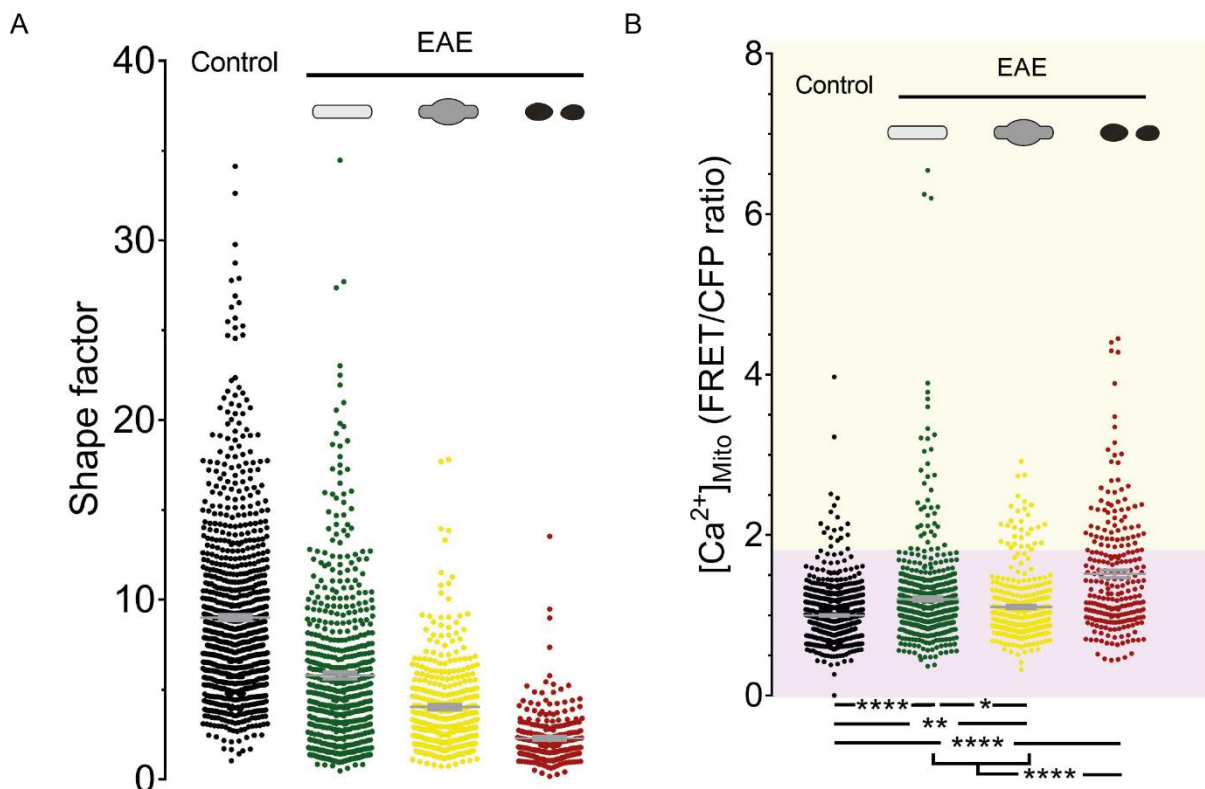 A
Control
EAE
40
30
20
10
0
Shape factor
B
Control
EAE
8
6
4
2
0
[Ca²⁺]Mito (FRET/CFP ratio)
**** *
**
****
****